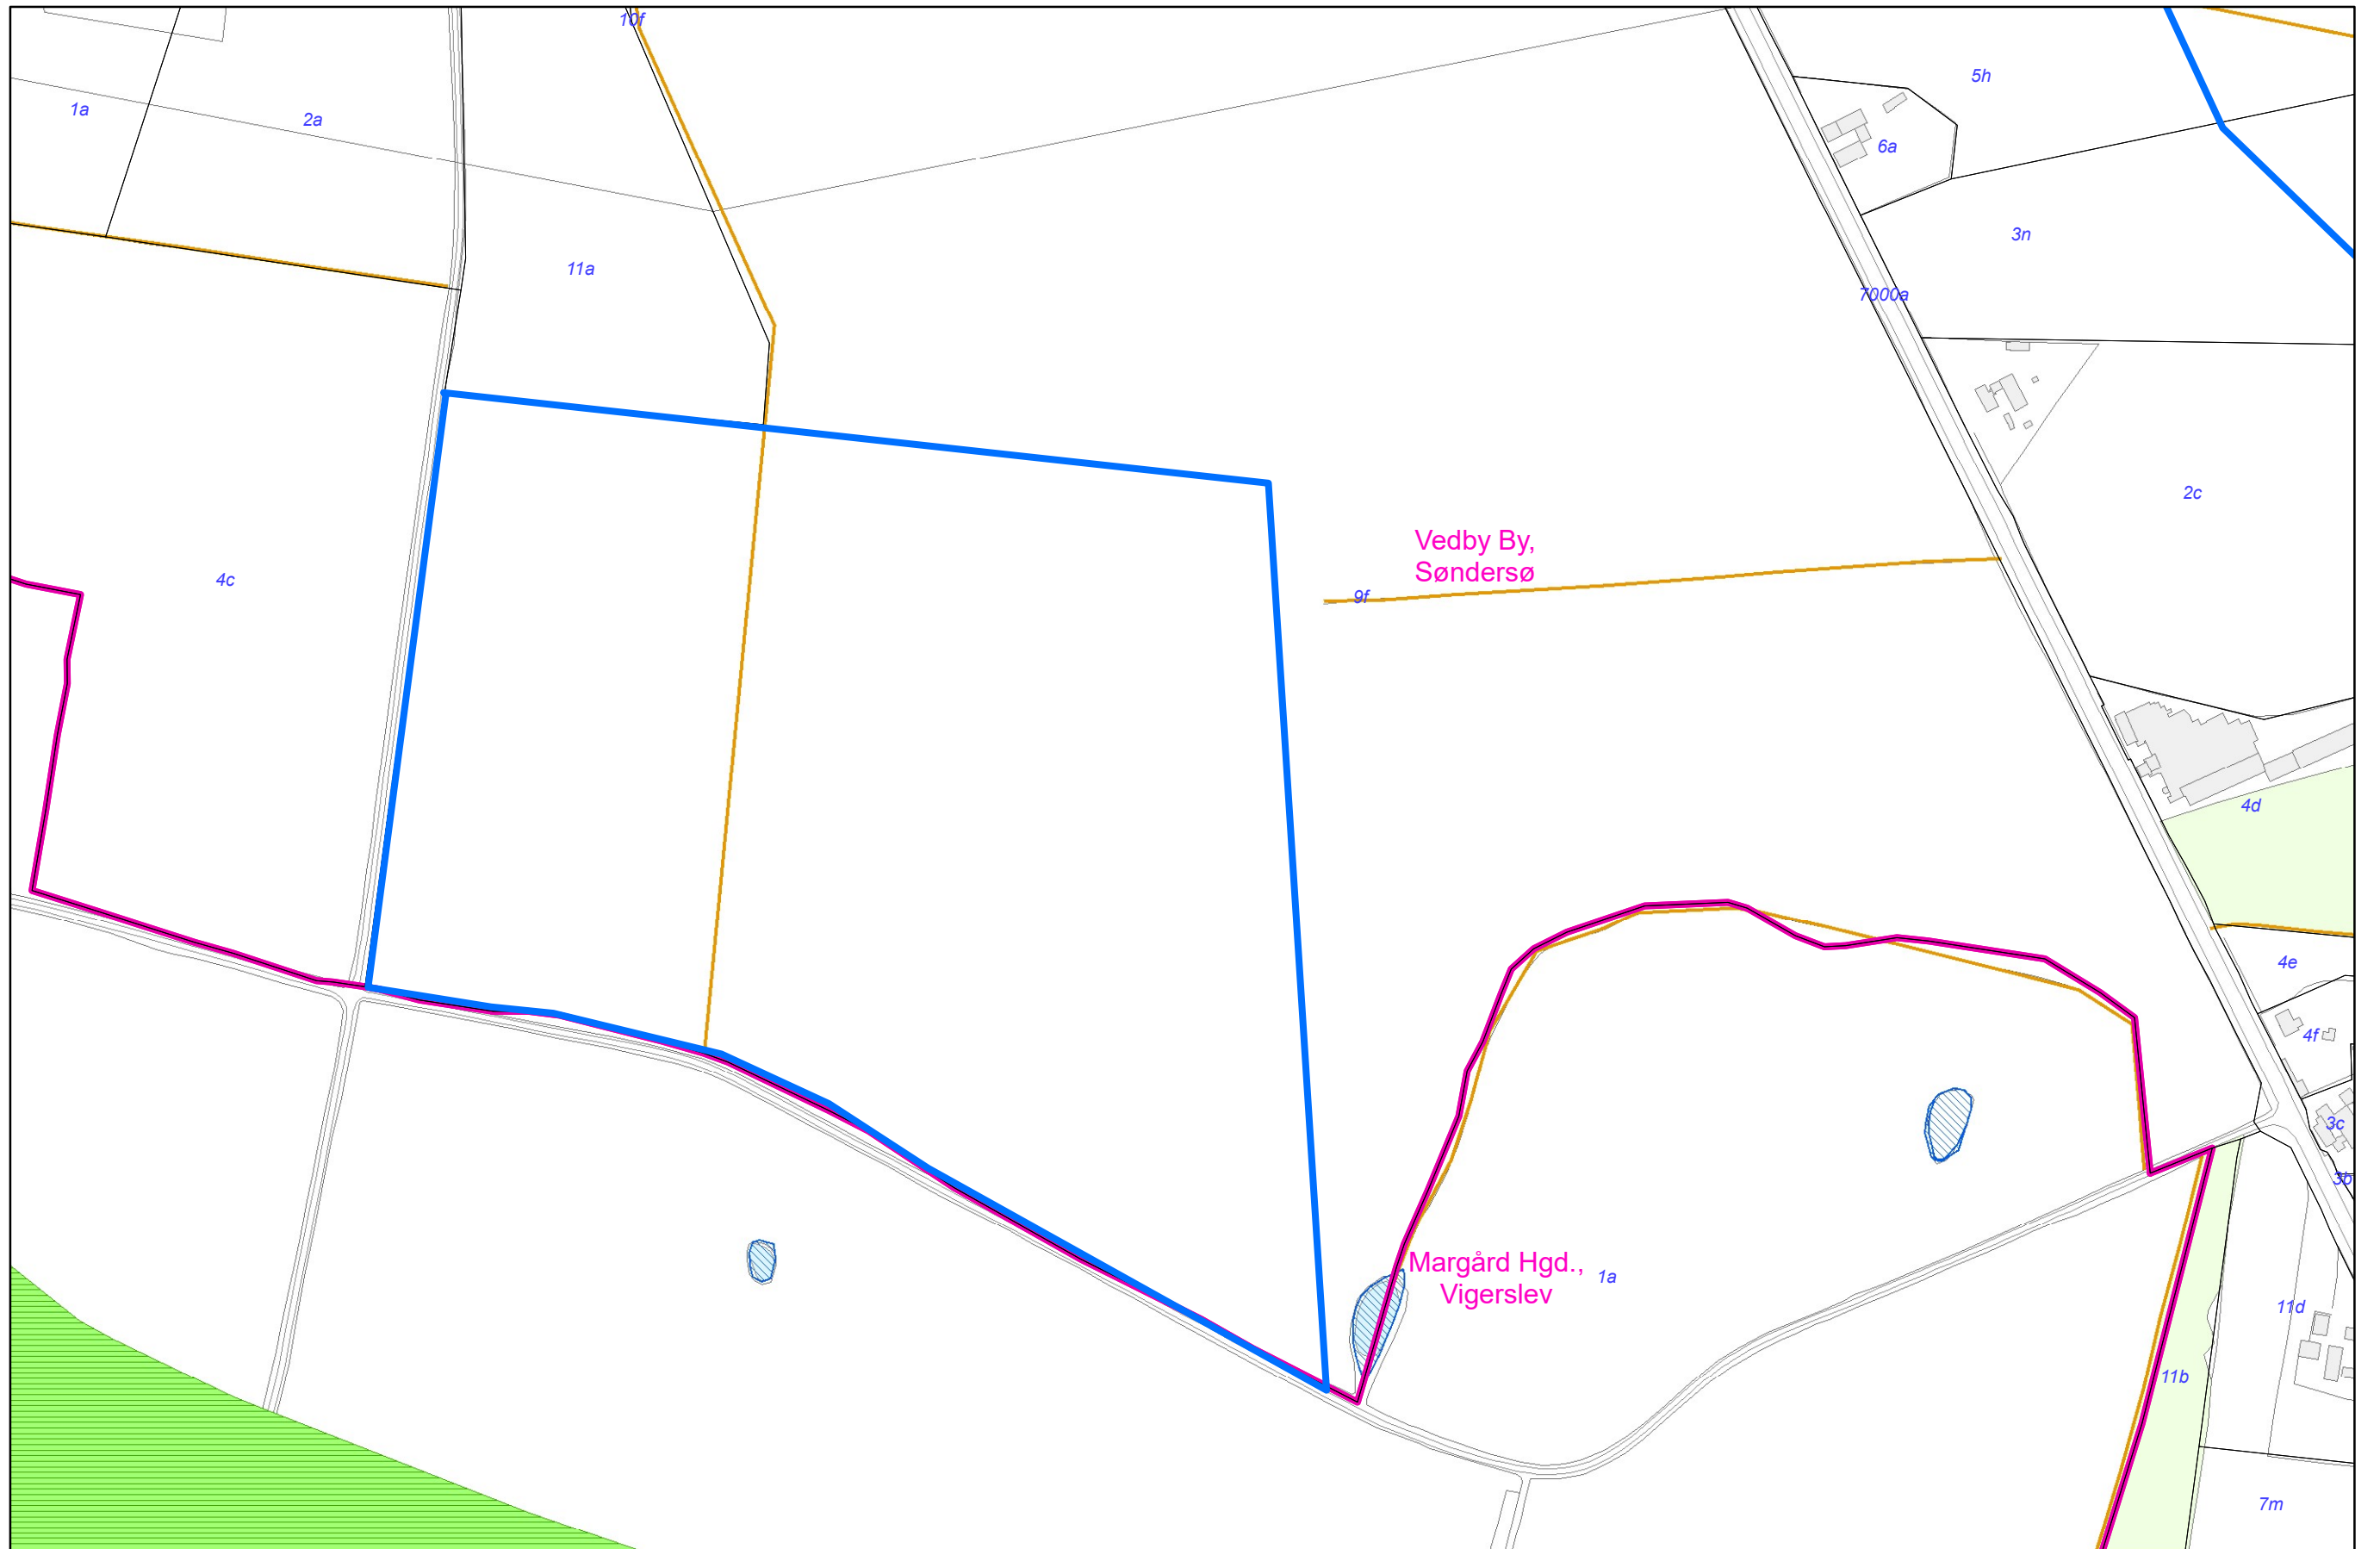 10f
5h
1a
2a
6a
3n
11a
7000a
2c
Vedby By,
Søndersø
4c
9f
4d
4e
4f
3c
3b
Margård Hgd.,
Vigerslev
1a
11d
11b
7m